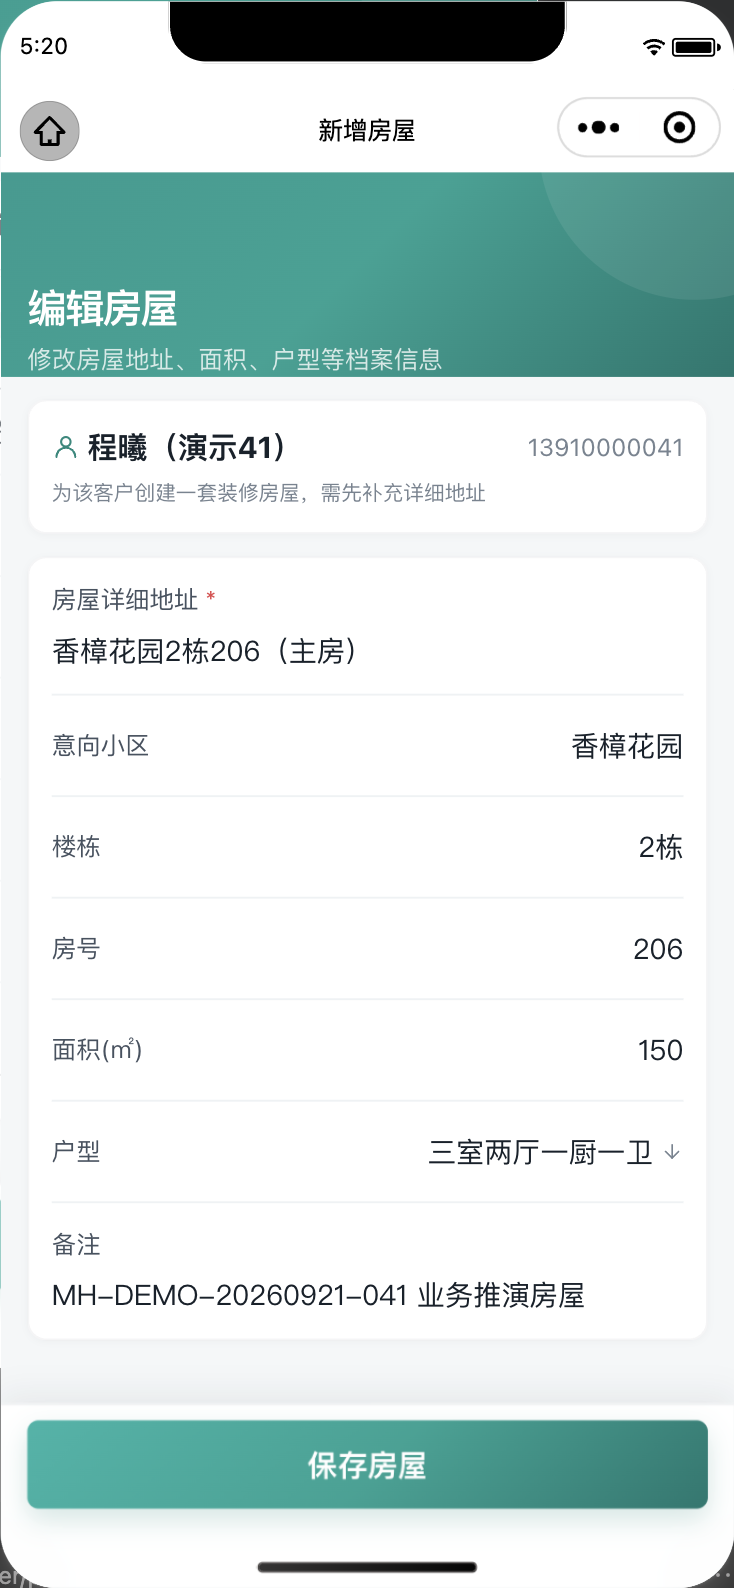 5:20
新增房屋
编辑房屋
修改房屋地址、面积、户型等档案信息
程曦（演示41） 13910000041
为该客户创建一套装修房屋，需先补充详细地址
房屋详细地址 *
香樟花园2栋206（主房）
意向小区 香樟花园
楼栋 2栋
房号 206
面积(㎡) 150
户型 三室两厅一厨一卫
备注
MH-DEMO-20260921-041 业务推演房屋
保存房屋